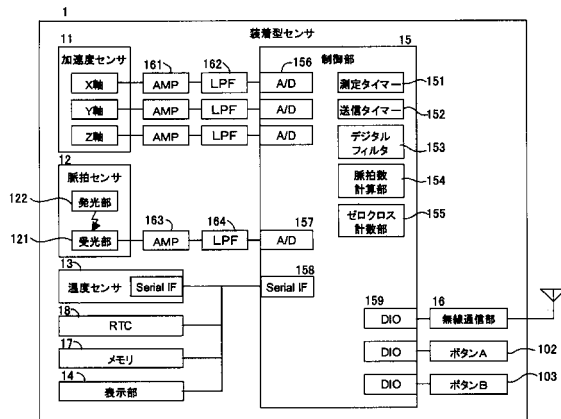 1
装着型センサ
11
加速度センサ
X軸
Y軸
Z軸
161
AMP
AMP
AMP
162
LPF
LPF
LPF
15
制御部
156
A/D
A/D
A/D
測定タイマー
151
送信タイマー
152
デジタル
フィルタ
153
脈拍数
計算部
154
ゼロクロス
計数部
155
12
脈拍センサ
122
発光部
121
受光部
163
AMP
164
LPF
157
A/D
13
温度センサ
Serial IF
158
Serial IF
18
RTC
17
メモリ
14
表示部
159
DIO
16
無線通信部
DIO
ボタンA
102
DIO
ボタンB
103